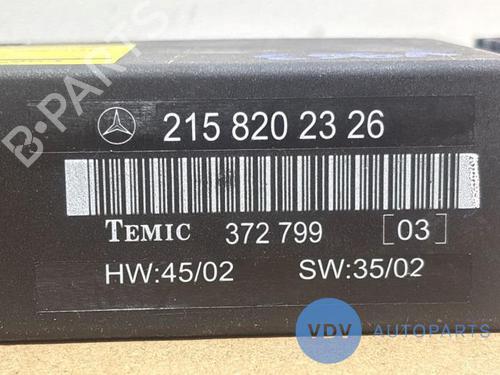 B-PARTS
215 820 23 26
TEMIC 372 799 [03]
HW:45/02 SW:35/02
VDV AUTOPARTS